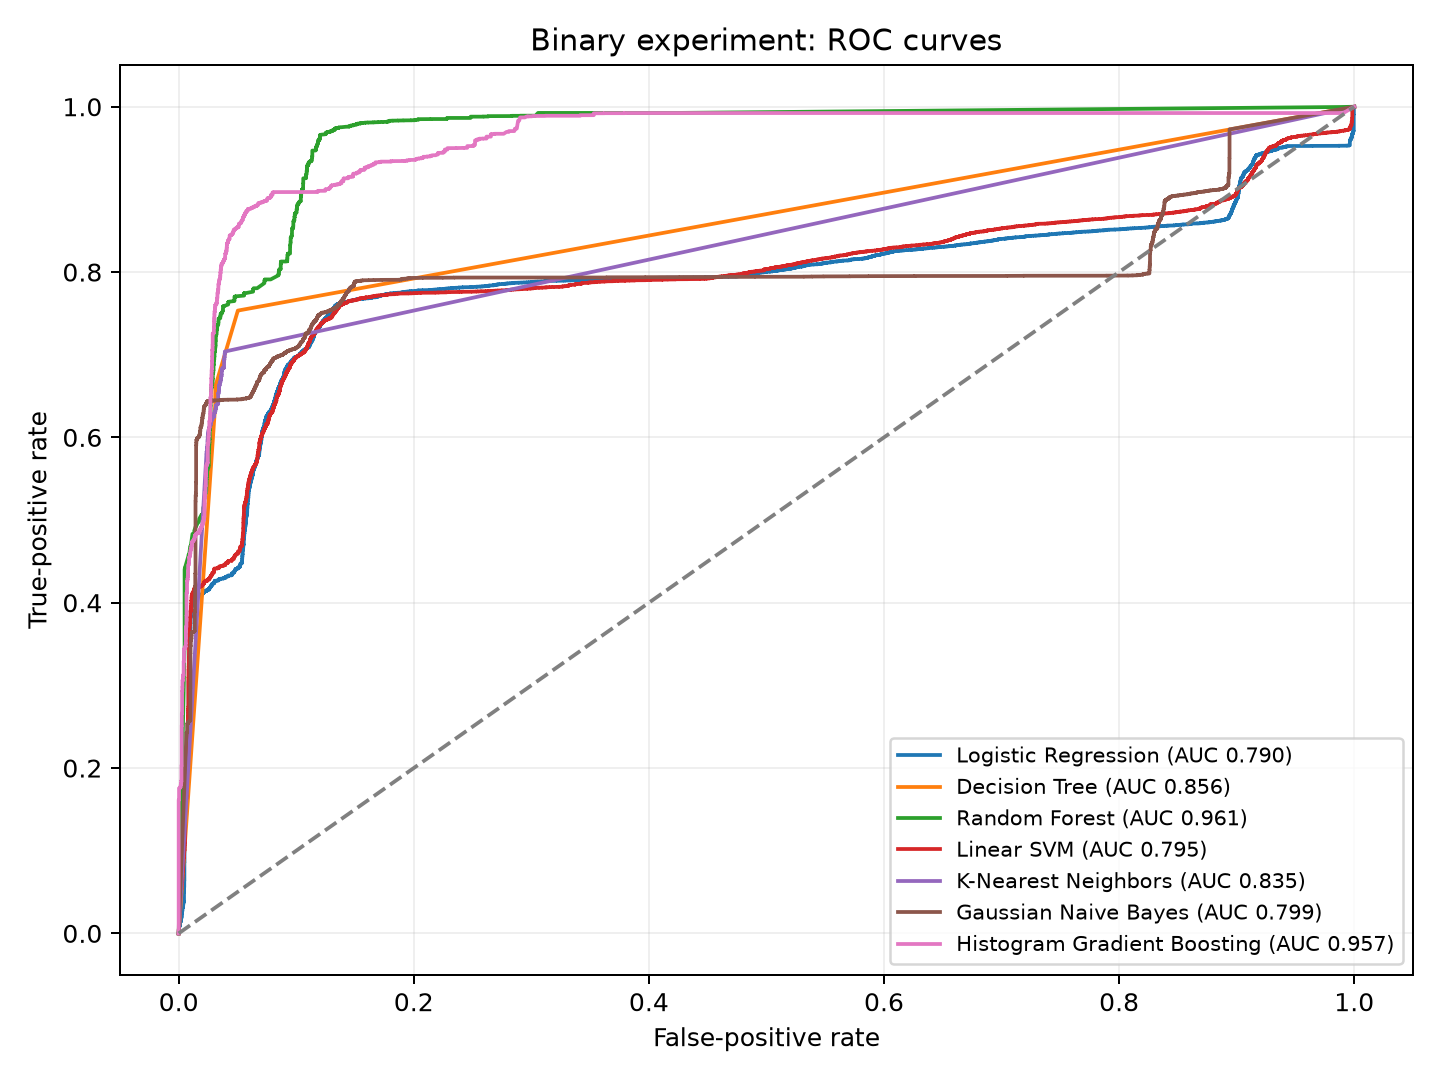 Binary experiment: ROC curves
True-positive rate
1.0
0.8
0.6
0.4
0.2
0.0
Logistic Regression (AUC 0.790)
Decision Tree (AUC 0.856)
Random Forest (AUC 0.961)
Linear SVM (AUC 0.795)
K-Nearest Neighbors (AUC 0.835)
Gaussian Naive Bayes (AUC 0.799)
Histogram Gradient Boosting (AUC 0.957)
0.0 0.2 0.4 0.6 0.8 1.0
False-positive rate